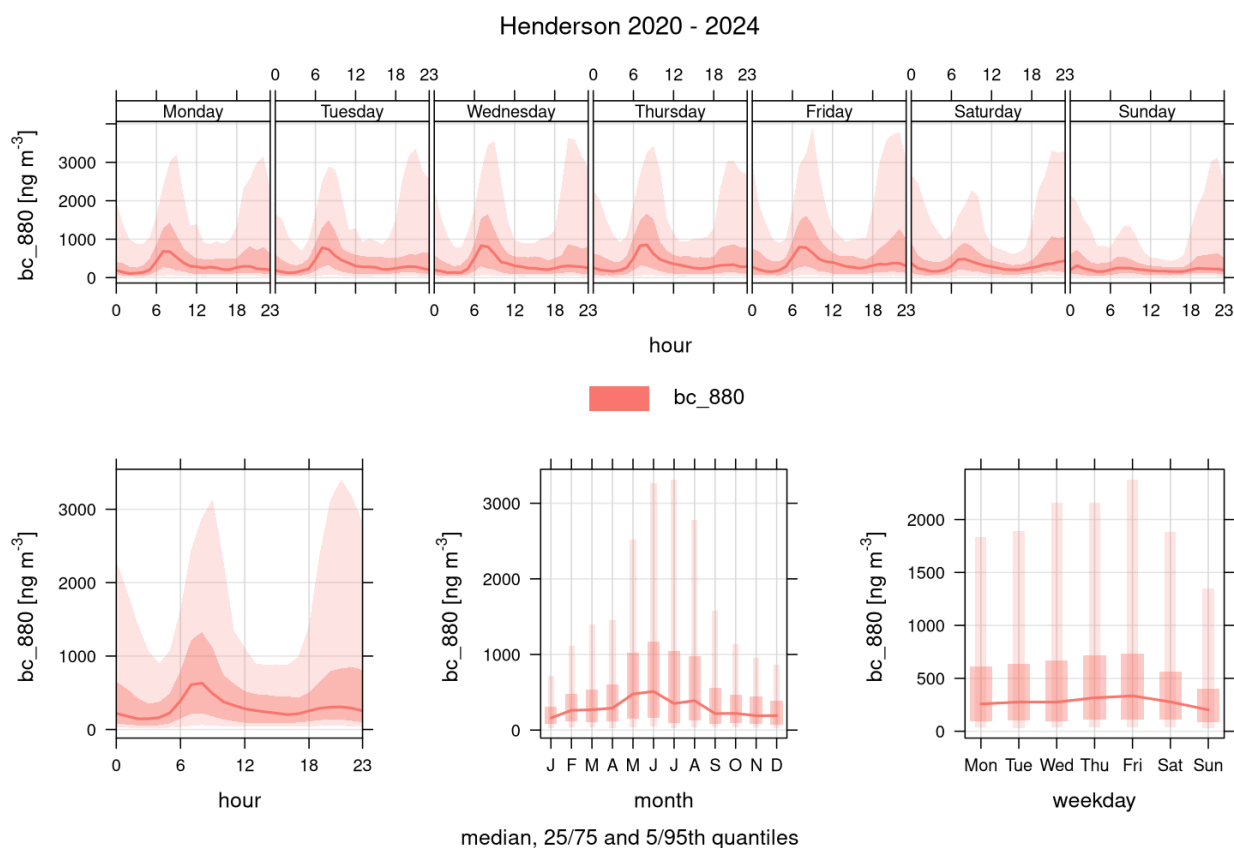 Henderson 2020 - 2024
0 6 12 18 23 0 6 12 18 23 0 6 12 18 23
Monday Tuesday Wednesday Thursday Friday Saturday Sunday
bc_880 [ng m-3]
3000
2000
1000
0
0 6 12 18 23 0 6 12 18 23 0 6 12 18 23 0 6 12 18 23
hour
bc_880
bc_880 [ng m-3]
3000
2000
1000
0
0 6 12 18 23
hour
bc_880 [ng m-3]
3000
2000
1000
0
J F M A M J J A S O N D
month
bc_880 [ng m-3]
2000
1500
1000
500
0
Mon Tue Wed Thu Fri Sat Sun
weekday
median, 25/75 and 5/95th quantiles